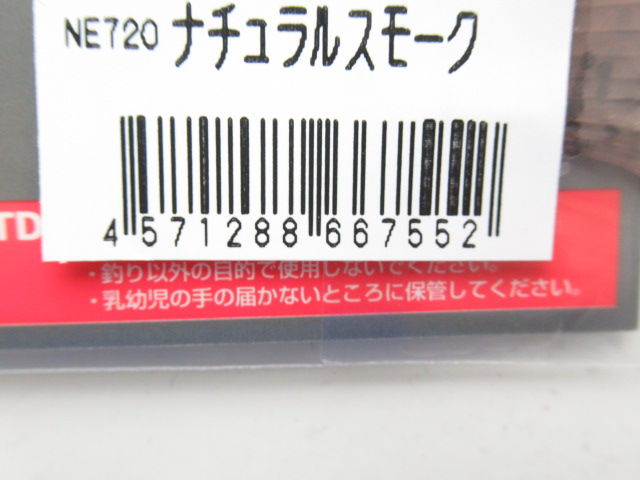 NE720 ナチュラルスモーク
4 571288 667552
TD
・釣り以外の目的で使用しないでください。
・乳幼児の手の届かないところに保管してください。